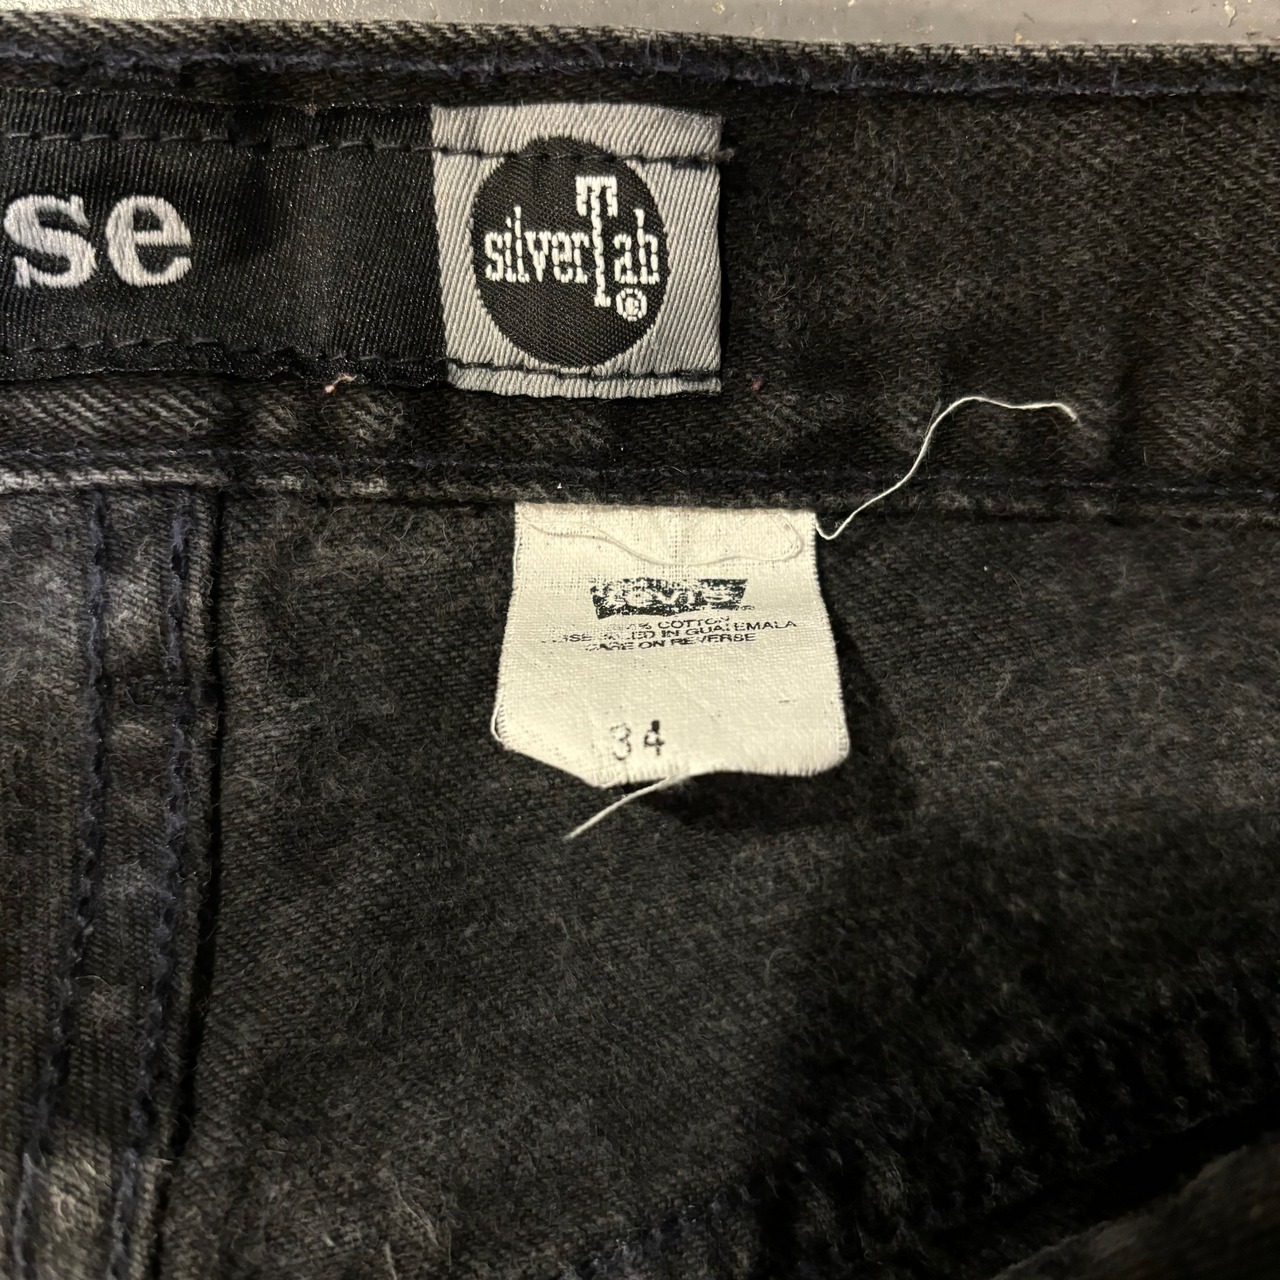 se
silverTab
®
Levi's
% COTTON
IN GUATEMALA
CARE ON REVERSE
34